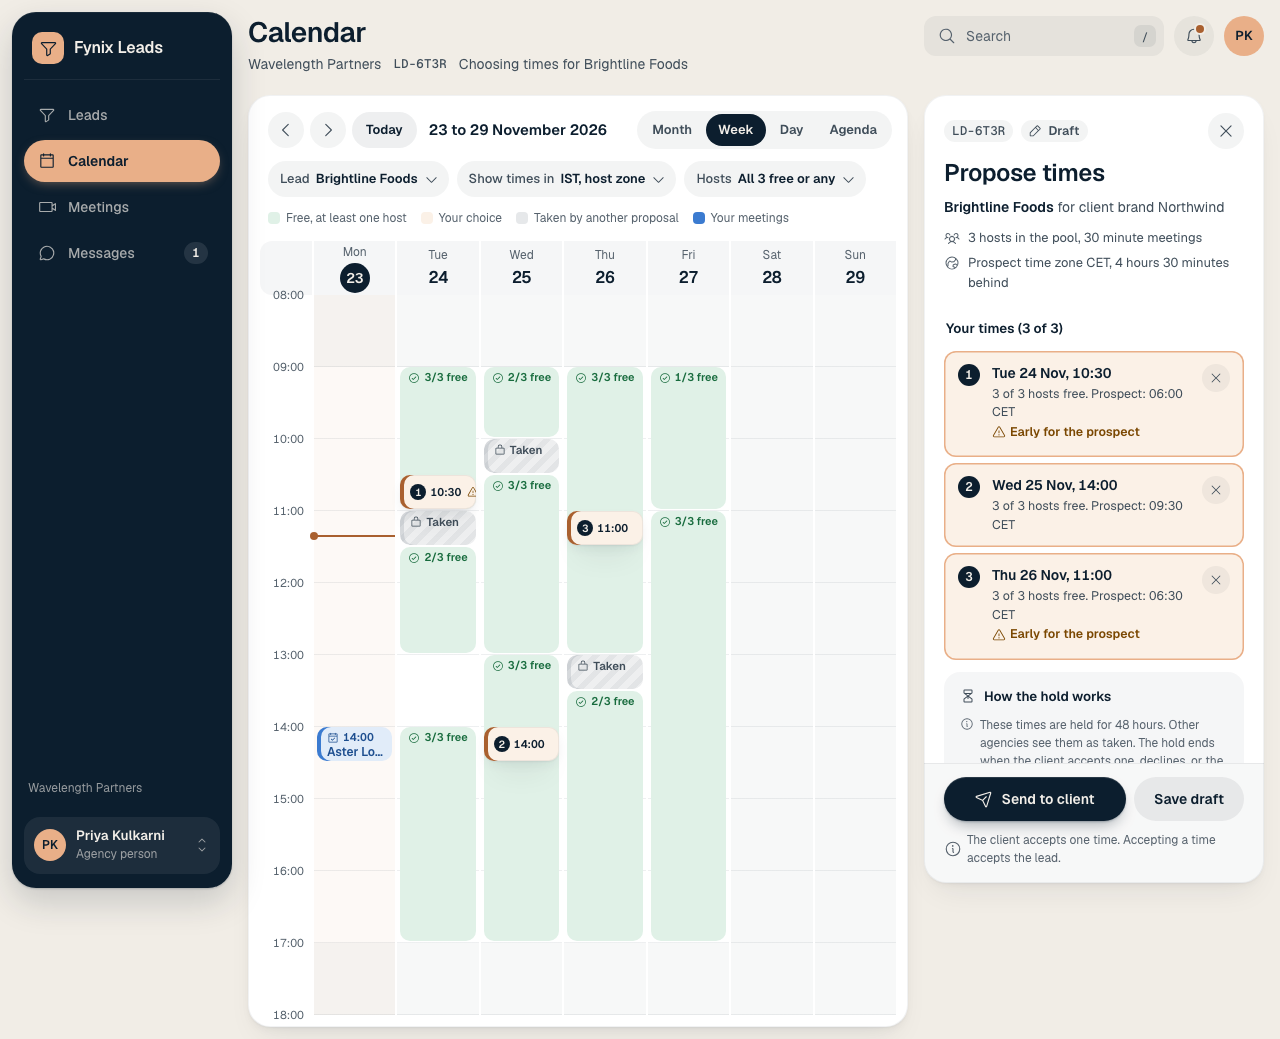 Fynix Leads
Leads
Calendar
Meetings
Messages 1
Wavelength Partners
PK Priya Kulkarni
Agency person
Calendar
Wavelength Partners LD-6T3R Choosing times for Brightline Foods
Search /
PK
Today 23 to 29 November 2026
Month Week Day Agenda
Lead Brightline Foods
Show times in IST, host zone
Hosts All 3 free or any
Free, at least one host
Your choice
Taken by another proposal
Your meetings
Mon Tue Wed Thu Fri Sat Sun
23 24 25 26 27 28 29
08:00
09:00
3/3 free 2/3 free 3/3 free 1/3 free
10:00
Taken
3/3 free
1 10:30
11:00
Taken
3 11:00
3/3 free
2/3 free
12:00
13:00
3/3 free
Taken
2/3 free
14:00
14:00
Aster Lo...
3/3 free
2 14:00
15:00
16:00
17:00
18:00
LD-6T3R Draft
Propose times
Brightline Foods for client brand Northwind
3 hosts in the pool, 30 minute meetings
Prospect time zone CET, 4 hours 30 minutes
behind
Your times (3 of 3)
1 Tue 24 Nov, 10:30
3 of 3 hosts free. Prospect: 06:00
CET
Early for the prospect
2 Wed 25 Nov, 14:00
3 of 3 hosts free. Prospect: 09:30
CET
3 Thu 26 Nov, 11:00
3 of 3 hosts free. Prospect: 06:30
CET
Early for the prospect
How the hold works
These times are held for 48 hours. Other
agencies see them as taken. The hold ends
when the client accepts one, declines, or the
Send to client
Save draft
The client accepts one time. Accepting a time
accepts the lead.